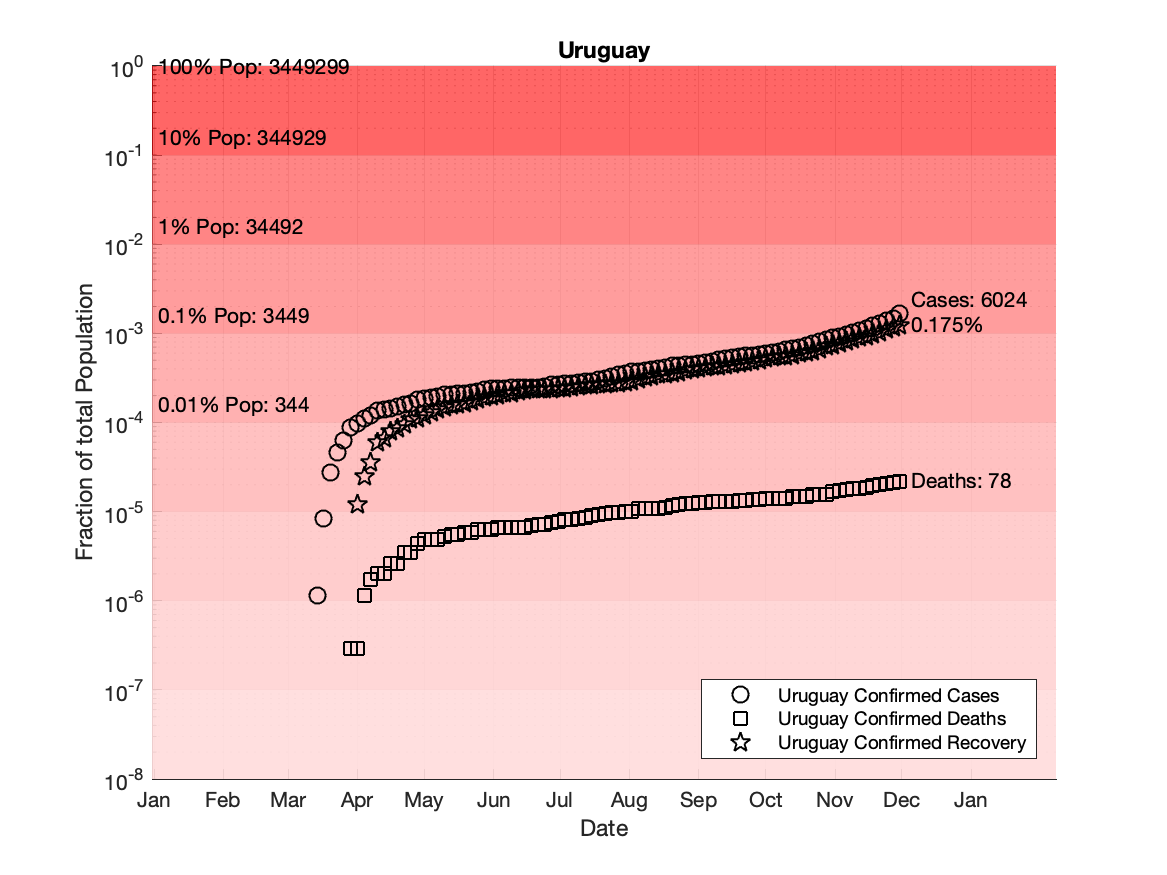 Uruguay
10^0
10^-1
10^-2
10^-3
10^-4
10^-5
10^-6
10^-7
10^-8
Fraction of total Population
100% Pop: 3449299
10% Pop: 344929
1% Pop: 34492
0.1% Pop: 3449
0.01% Pop: 344
Cases: 6024
0.175%
Deaths: 78
Uruguay Confirmed Cases
Uruguay Confirmed Deaths
Uruguay Confirmed Recovery
Jan Feb Mar Apr May Jun Jul Aug Sep Oct Nov Dec Jan
Date